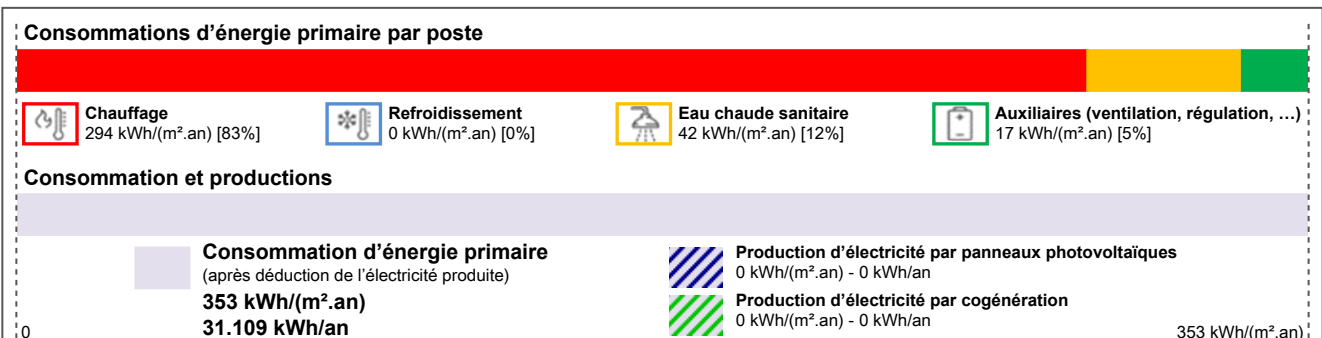 Consommations d'énergie primaire par poste
Chauffage
294 kWh/(m².an) [83%]
Refroidissement
0 kWh/(m².an) [0%]
Eau chaude sanitaire
42 kWh/(m².an) [12%]
Auxiliaires (ventilation, régulation, …)
17 kWh/(m².an) [5%]
Consommation et productions
Consommation d'énergie primaire
(après déduction de l'électricité produite)
353 kWh/(m².an)
31.109 kWh/an
Production d'électricité par panneaux photovoltaïques
0 kWh/(m².an) - 0 kWh/an
Production d'électricité par cogénération
0 kWh/(m².an) - 0 kWh/an
0
353 kWh/(m².an)